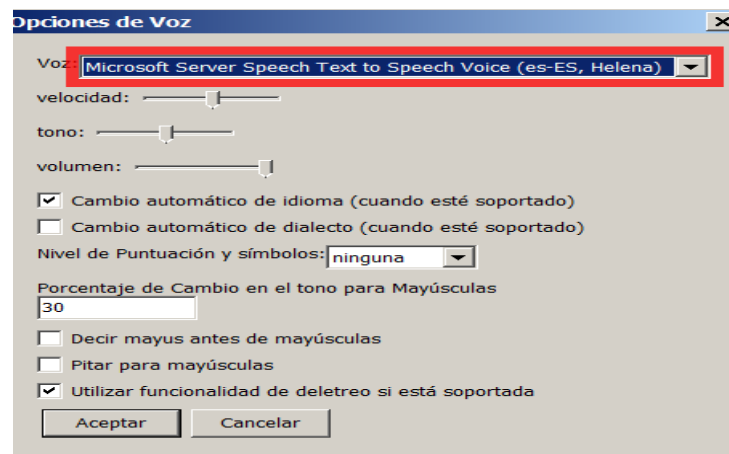 Opciones de Voz
Voz: Microsoft Server Speech Text to Speech Voice (es-ES, Helena)
velocidad:
tono:
volumen:
Cambio automático de idioma (cuando esté soportado)
Cambio automático de dialecto (cuando esté soportado)
Nivel de Puntuación y símbolos: ninguna
Porcentaje de Cambio en el tono para Mayúsculas
30
Decir mayus antes de mayúsculas
Pitar para mayúsculas
Utilizar funcionalidad de deletreo si está soportada
Aceptar Cancelar